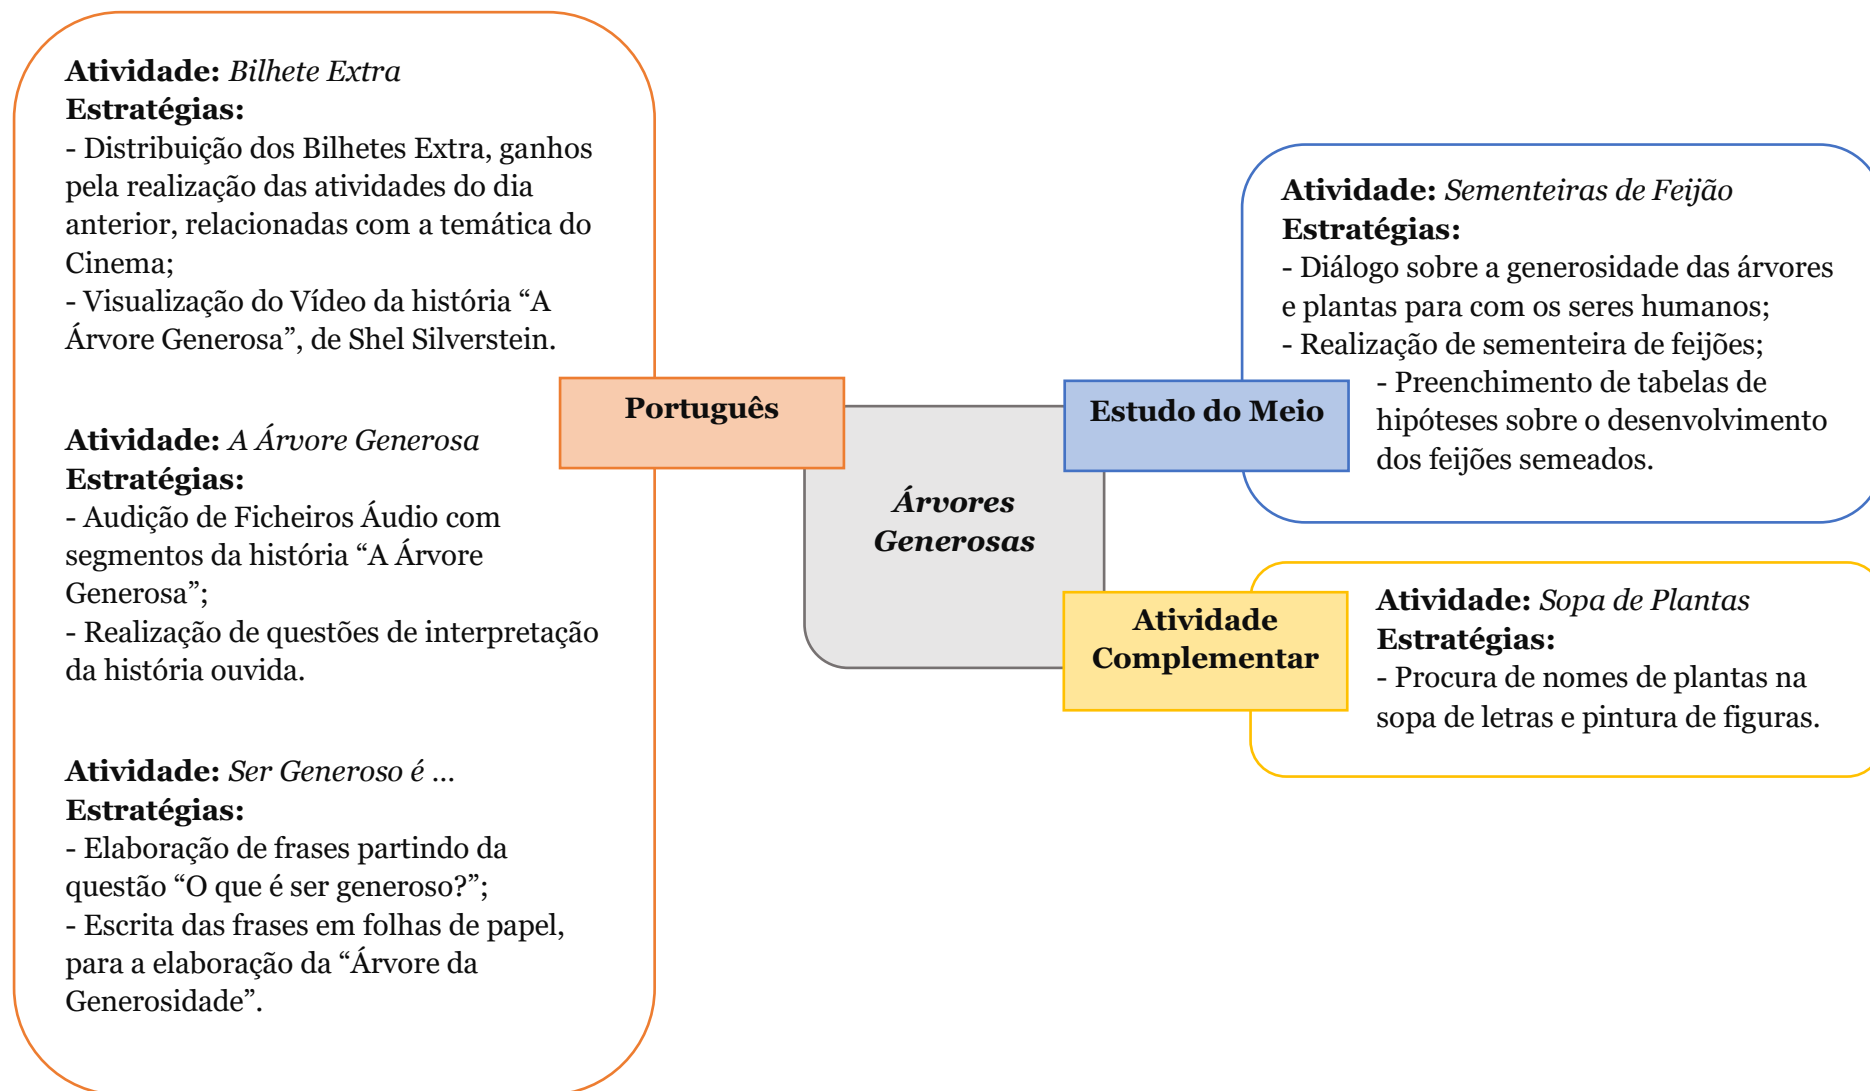 Atividade: Bilhete Extra
Estratégias:
- Distribuição dos Bilhetes Extra, ganhos
pela realização das atividades do dia
anterior, relacionadas com a temática do
Cinema;
- Visualização do Vídeo da história “A
Árvore Generosa”, de Shel Silverstein.
Atividade: A Árvore Generosa
Estratégias:
- Audição de Ficheiros Áudio com
segmentos da história “A Árvore
Generosa”;
- Realização de questões de interpretação
da história ouvida.
Atividade: Ser Generoso é ...
Estratégias:
- Elaboração de frases partindo da
questão “O que é ser generoso?”;
- Escrita das frases em folhas de papel,
para a elaboração da “Árvore da
Generosidade”.
Português
Árvores
Generosas
Estudo do Meio
Atividade: Sementeiras de Feijão
Estratégias:
- Diálogo sobre a generosidade das árvores
e plantas para com os seres humanos;
- Realização de sementeira de feijões;
- Preenchimento de tabelas de
hipóteses sobre o desenvolvimento
dos feijões semeados.
Atividade
Complementar
Atividade: Sopa de Plantas
Estratégias:
- Procura de nomes de plantas na
sopa de letras e pintura de figuras.